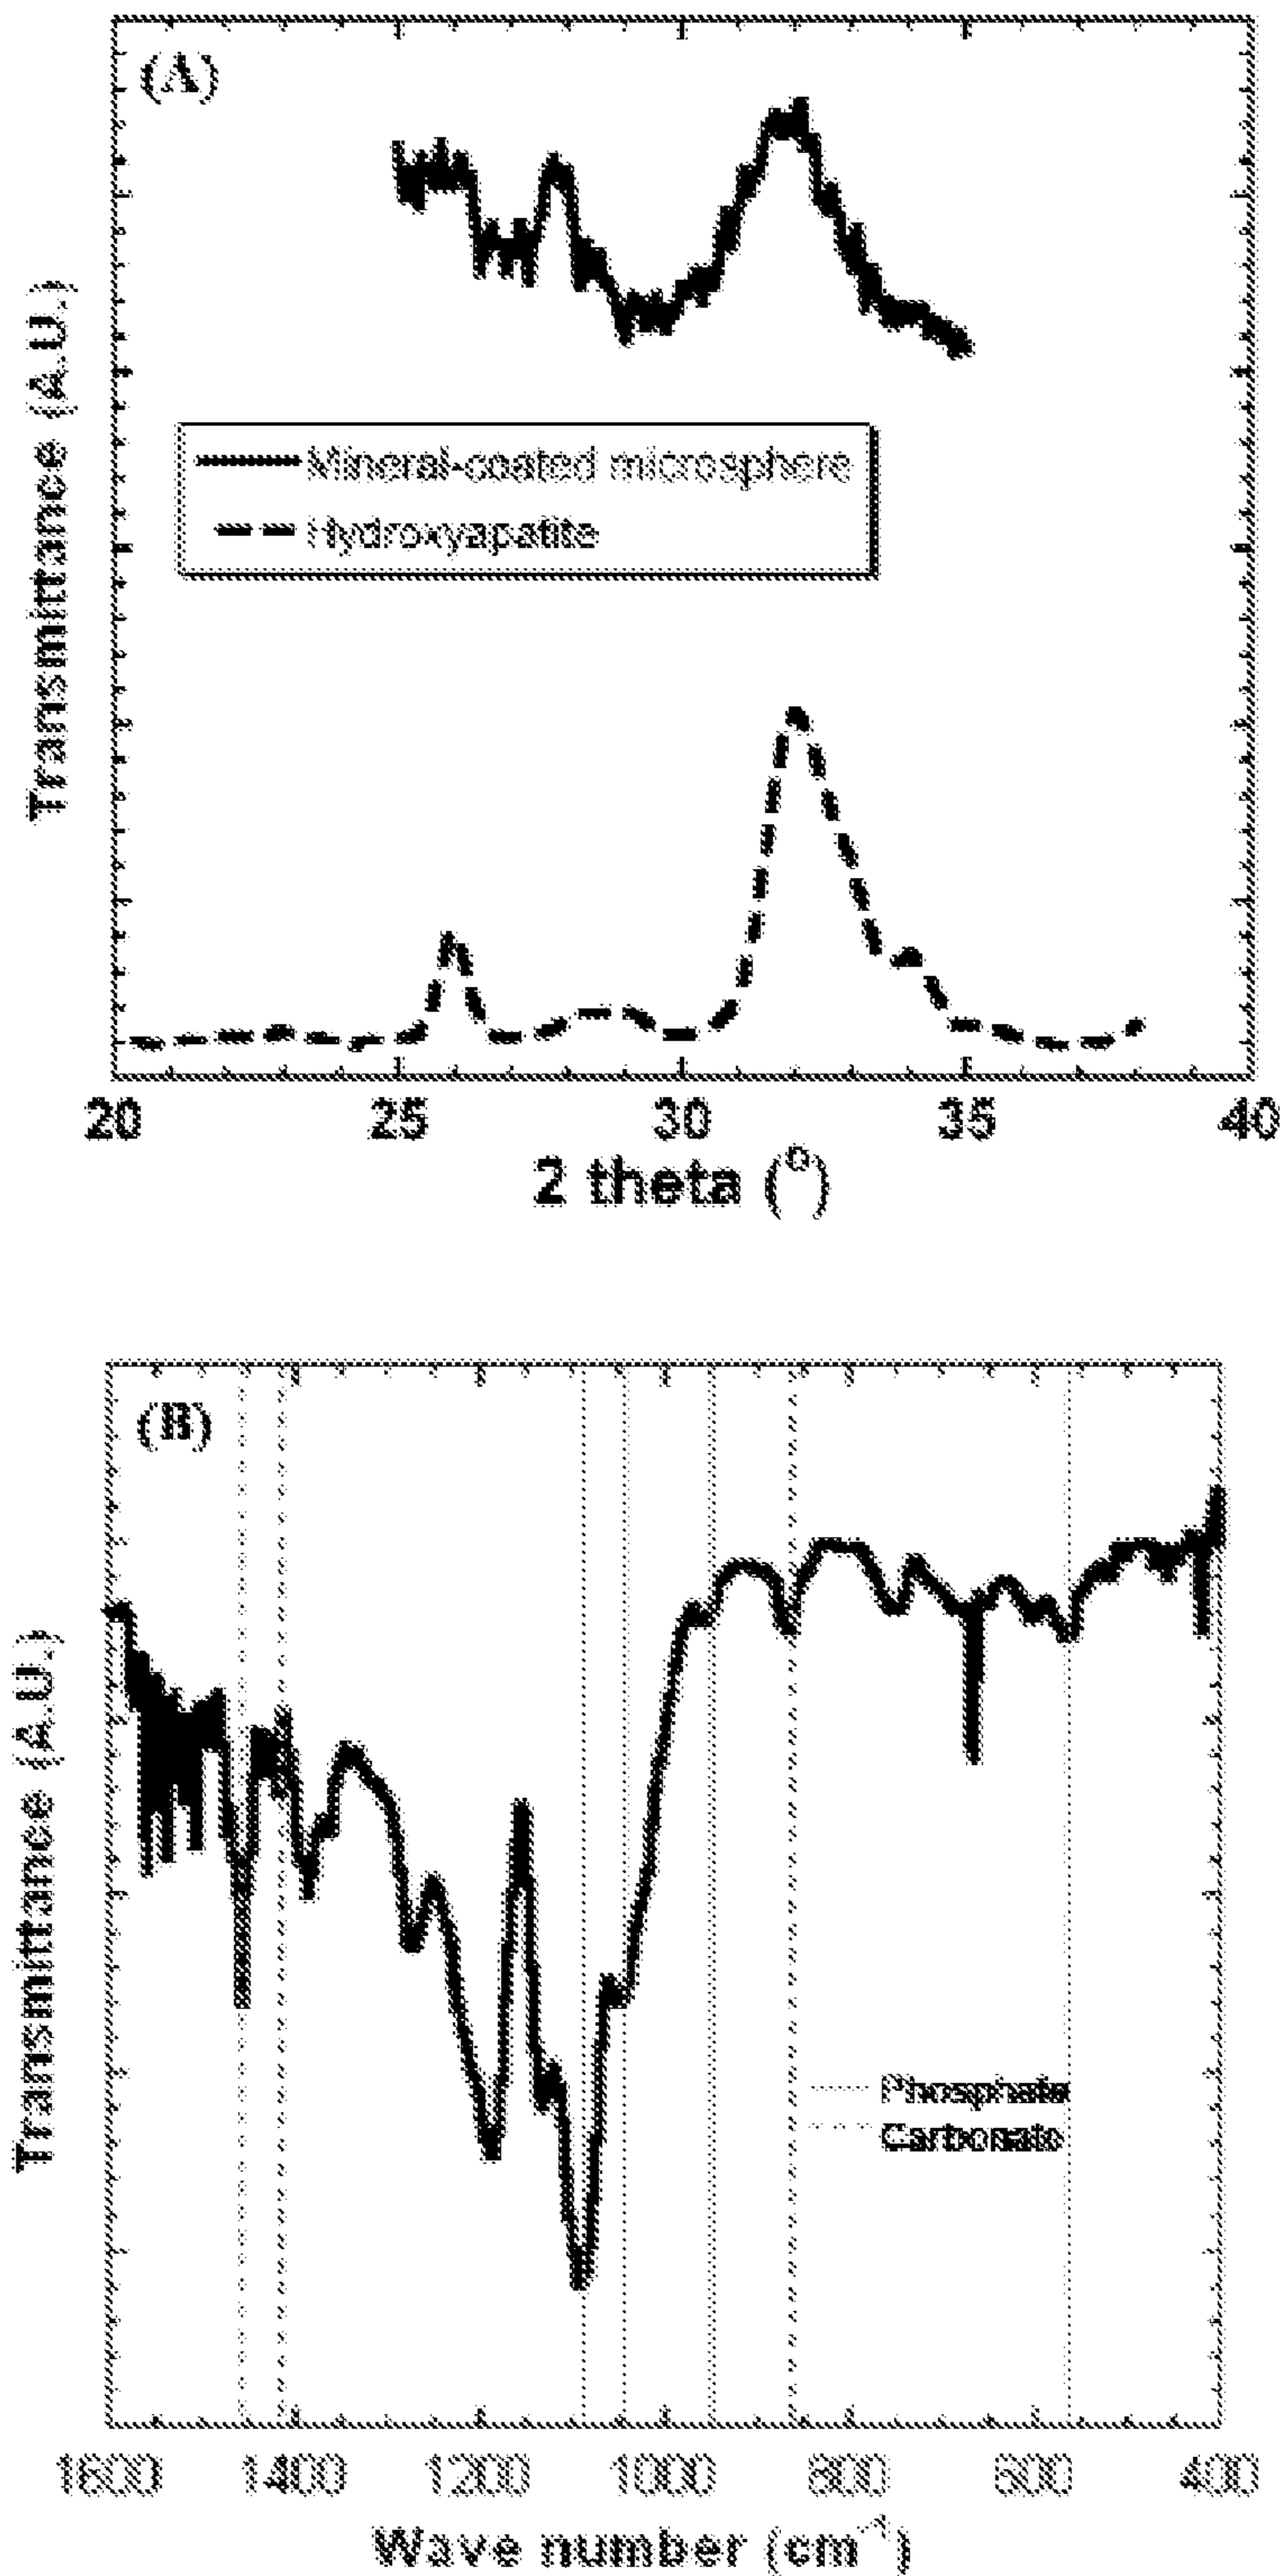 (A)
Transmittance (A.U.)
Mineral-coated microsphere
Hydroxyapatite
20 25 30 35 40
2 theta (°)
(B)
Transmittance (A.U.)
Phosphate
Carbonate
1600 1400 1200 1000 800 600 400
Wave number (cm⁻¹)